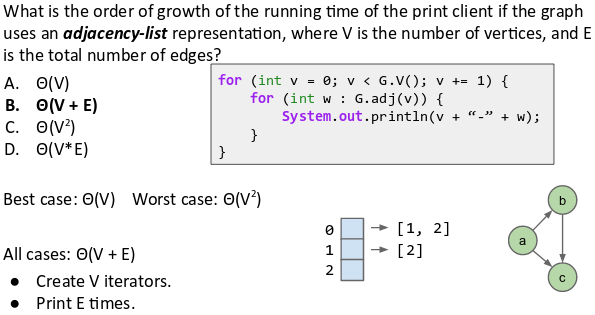 What is the order of growth of the running time of the print client if the graph
uses an adjacency-list representation, where V is the number of vertices, and E
is the total number of edges?
A. Θ(V)
B. Θ(V + E)
C. Θ(V²)
D. Θ(V*E)
for (int v = 0; v < G.V(); v += 1) {
for (int w : G.adj(v)) {
System.out.println(v + “-” + w);
}
}
Best case: Θ(V) Worst case: Θ(V²)
All cases: Θ(V + E)
● Create V iterators.
● Print E times.
0 [1, 2]
1 [2]
2
b
a
c